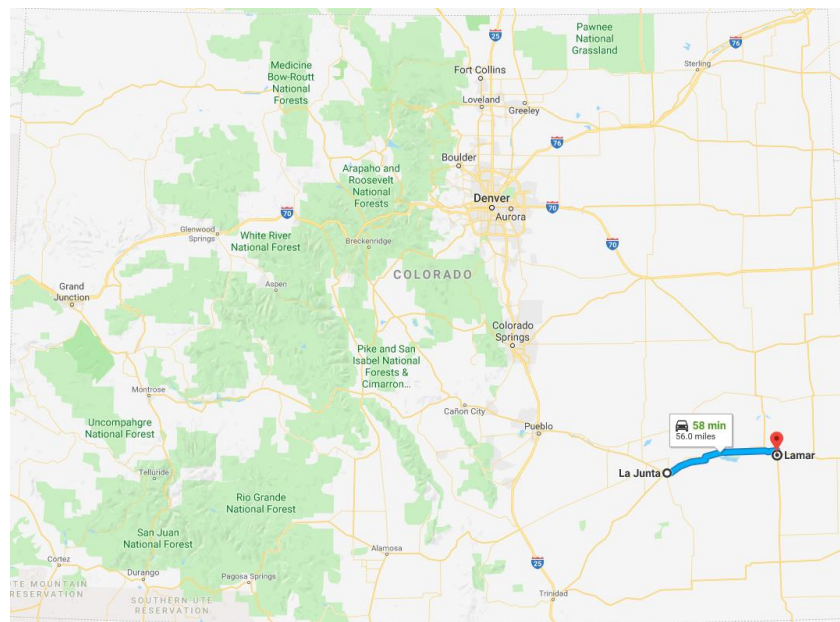 25
Pawnee
National
Grassland
76
Sterling
Medicine
Bow-Routt
National
Forests
Fort Collins
Loveland
Greeley
76
Boulder
Arapaho and
Roosevelt
National
Forests
Denver
Aurora
70
70
70
Glenwood
Springs
White River
National Forest
Breckenridge
COLORADO
Grand
Junction
Aspen
Colorado
Springs
Pike and San
Isabel National
Forests &
Cimarron...
Montrose
Cañon City
Pueblo
Uncompahgre
National Forest
58 min
56.0 miles
Lamar
La Junta
Telluride
Rio Grande
National Forest
San Juan
National Forest
Alamosa
25
Cortez
Durango
Pagosa Springs
Trinidad
TE MOUNTAIN
RESERVATION
SOUTHERN UTE
RESERVATION